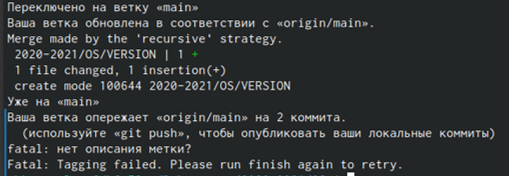 Переключено на ветку «main»
Ваша ветка обновлена в соответствии с «origin/main».
Merge made by the 'recursive' strategy.
2020-2021/OS/VERSION | 1 +
1 file changed, 1 insertion(+)
create mode 100644 2020-2021/OS/VERSION
Уже на «main»
Ваша ветка опережает «origin/main» на 2 коммита.
(используйте «git push», чтобы опубликовать ваши локальные коммиты)
fatal: нет описания метки?
Fatal: Tagging failed. Please run finish again to retry.